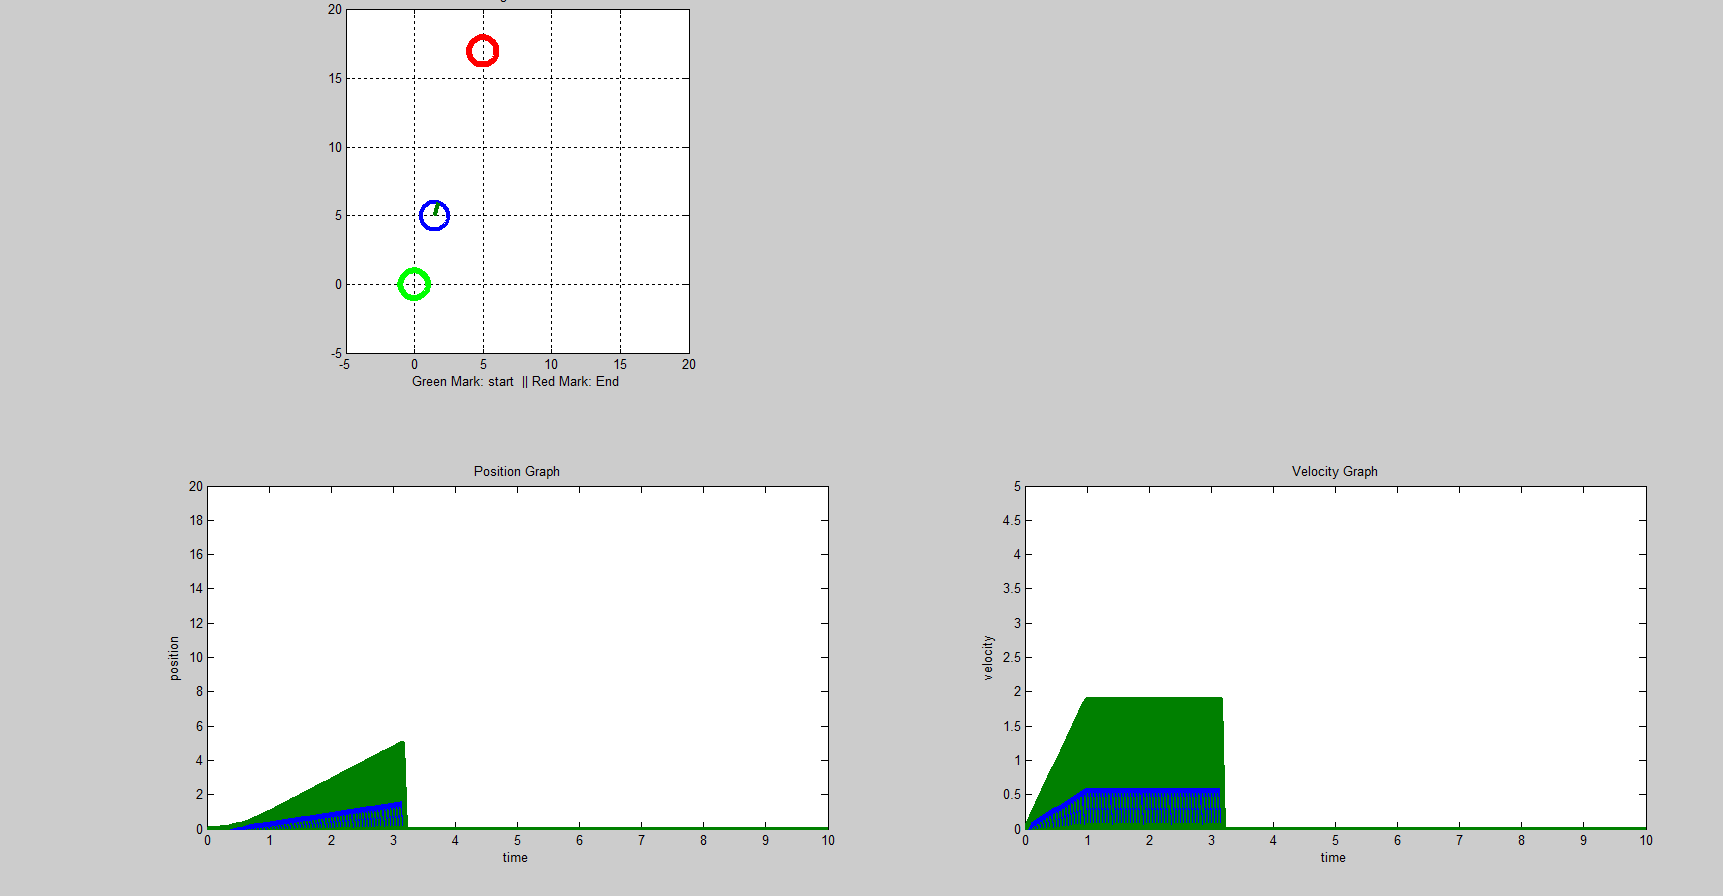 20
15
10
5
0
-5
-5 0 5 10 15 20
Green Mark: start || Red Mark: End
Position Graph
20
18
16
14
12
10
8
6
4
2
0
position
0 1 2 3 4 5 6 7 8 9 10
time
Velocity Graph
5
4.5
4
3.5
3
2.5
2
1.5
1
0.5
0
velocity
0 1 2 3 4 5 6 7 8 9 10
time